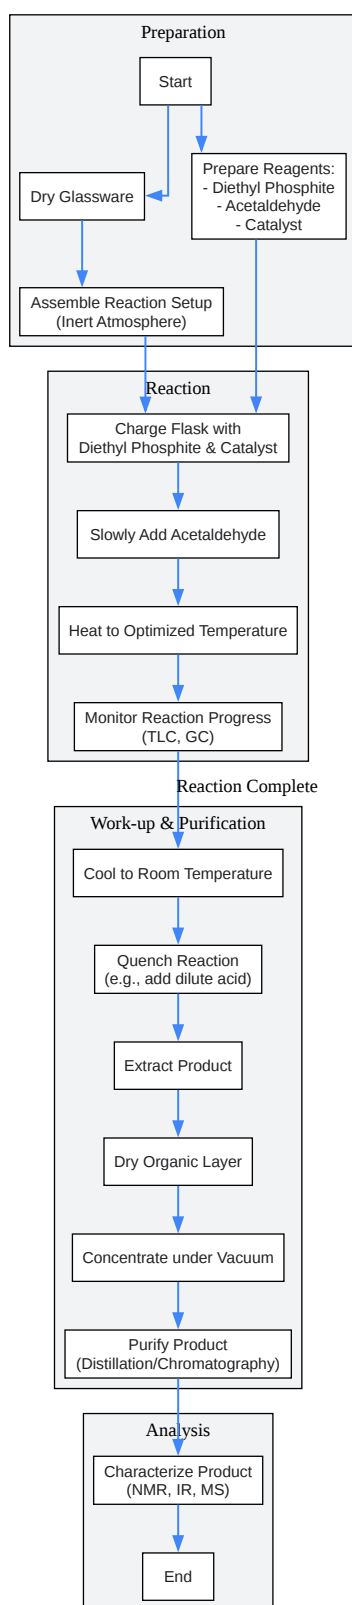 Preparation
Start
Prepare Reagents:
- Diethyl Phosphite
- Acetaldehyde
- Catalyst
Dry Glassware
Assemble Reaction Setup
(Inert Atmosphere)
Reaction
Charge Flask with
Diethyl Phosphite & Catalyst
Slowly Add Acetaldehyde
Heat to Optimized Temperature
Monitor Reaction Progress
(TLC, GC)
Reaction Complete
Work-up & Purification
Cool to Room Temperature
Quench Reaction
(e.g., add dilute acid)
Extract Product
Dry Organic Layer
Concentrate under Vacuum
Purify Product
(Distillation/Chromatography)
Analysis
Characterize Product
(NMR, IR, MS)
End